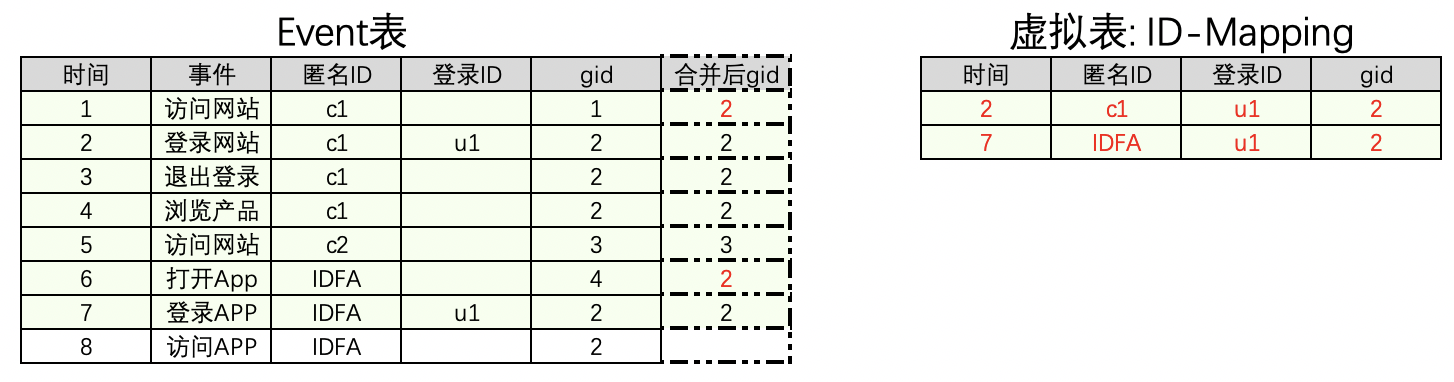 Event表
时间 事件 匿名ID 登录ID gid 合并后gid
1 访问网站 c1 1 2
2 登录网站 c1 u1 2 2
3 退出登录 c1 2 2
4 浏览产品 c1 2 2
5 访问网站 c2 3 3
6 打开App IDFA 4 2
7 登录APP IDFA u1 2 2
8 访问APP IDFA 2
虚拟表: ID-Mapping
时间 匿名ID 登录ID gid
2 c1 u1 2
7 IDFA u1 2